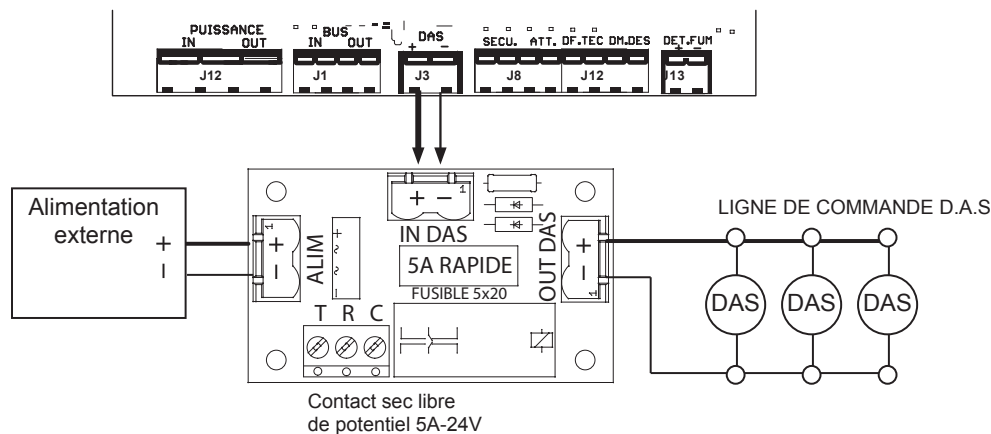 PUISSANCE BUS DAS
IN OUT IN OUT + − SECU. ATT. DF.TEC DM.DES DET.FUM
+ −
J12 J1 J3 J8 J12 J13
Alimentation
externe
+
−
ALIM
+
−
1
+ ~ ~ −
+ − 1
IN DAS
5A RAPIDE
FUSIBLE 5x20
OUT DAS
+
−
1
T R C
Contact sec libre
de potentiel 5A-24V
LIGNE DE COMMANDE D.A.S
DAS DAS DAS